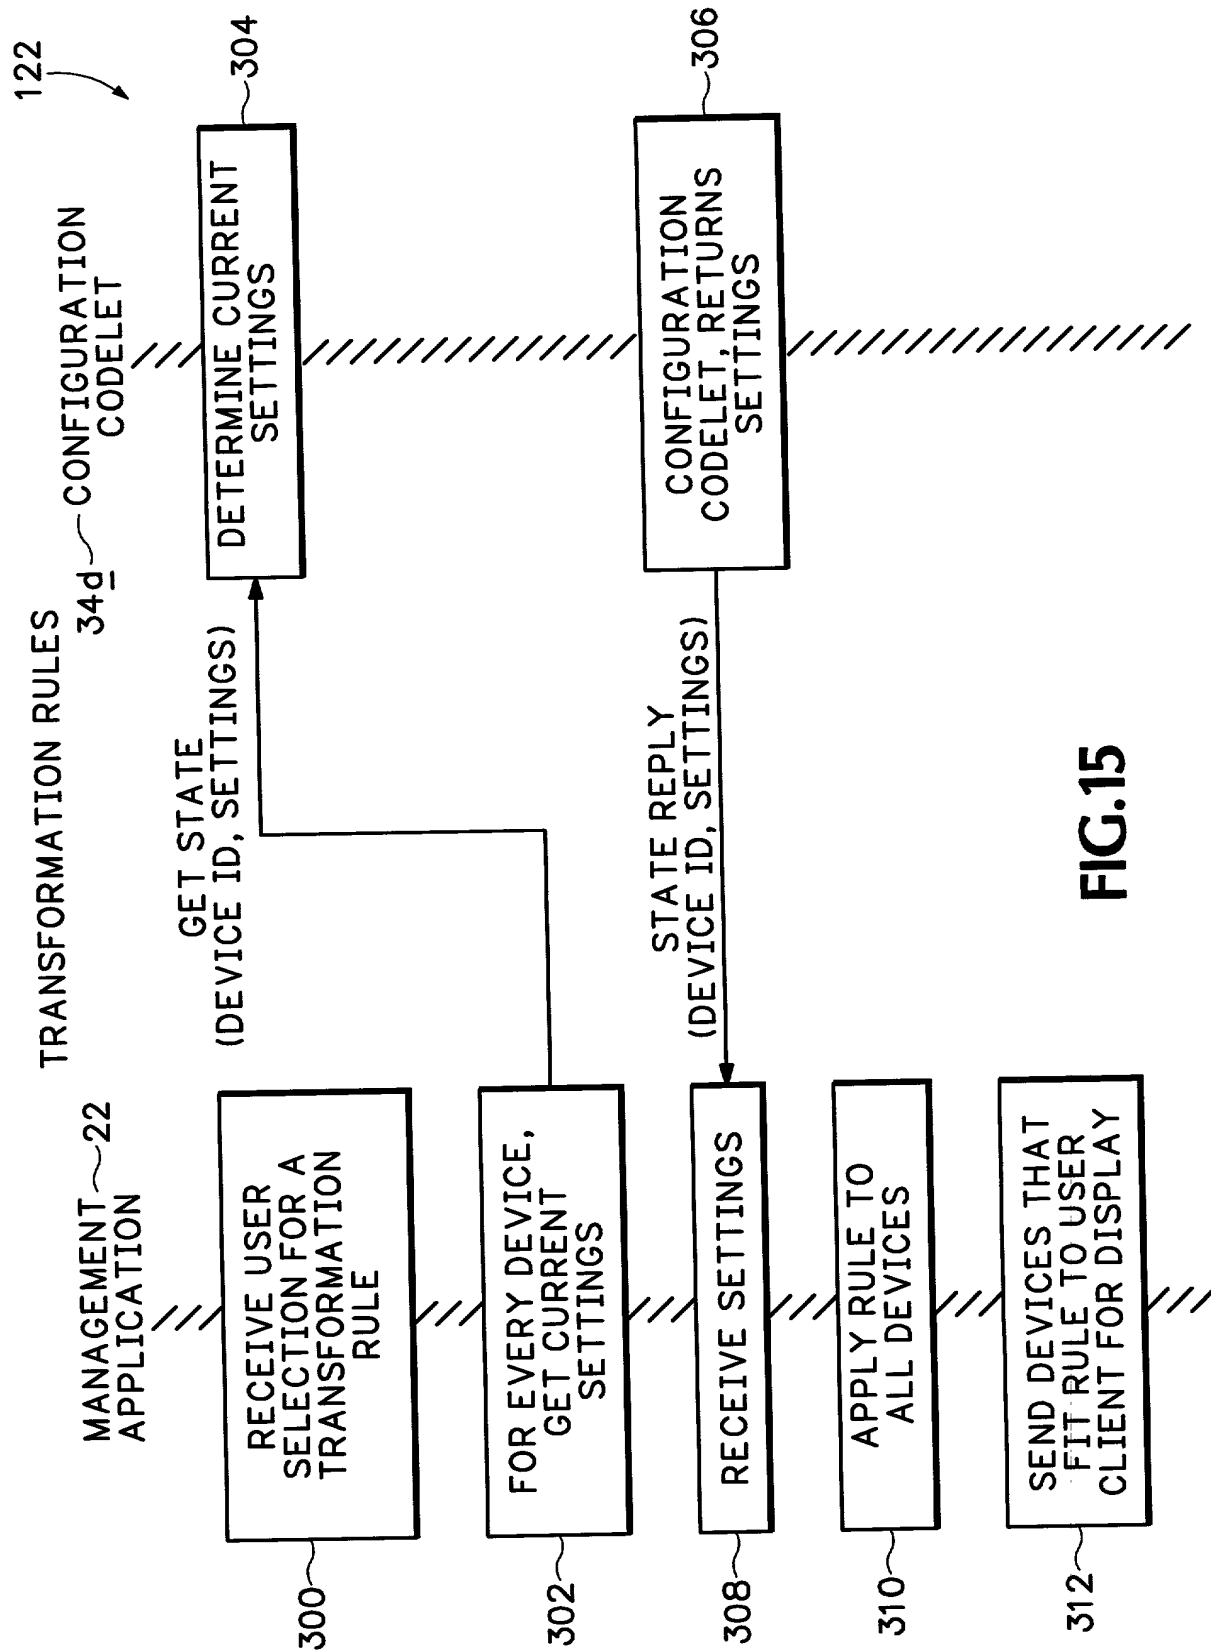 122
TRANSFORMATION RULES
MANAGEMENT 22
APPLICATION
34d CONFIGURATION
CODELET
RECEIVE USER
SELECTION FOR A
TRANSFORMATION
RULE
300
GET STATE
(DEVICE ID, SETTINGS)
DETERMINE CURRENT
SETTINGS
304
FOR EVERY DEVICE,
GET CURRENT
SETTINGS
302
STATE REPLY
(DEVICE ID, SETTINGS)
CONFIGURATION
CODELET, RETURNS
SETTINGS
306
RECEIVE SETTINGS
308
APPLY RULE TO
ALL DEVICES
310
SEND DEVICES THAT
FIT RULE TO USER
CLIENT FOR DISPLAY
312
FIG.15